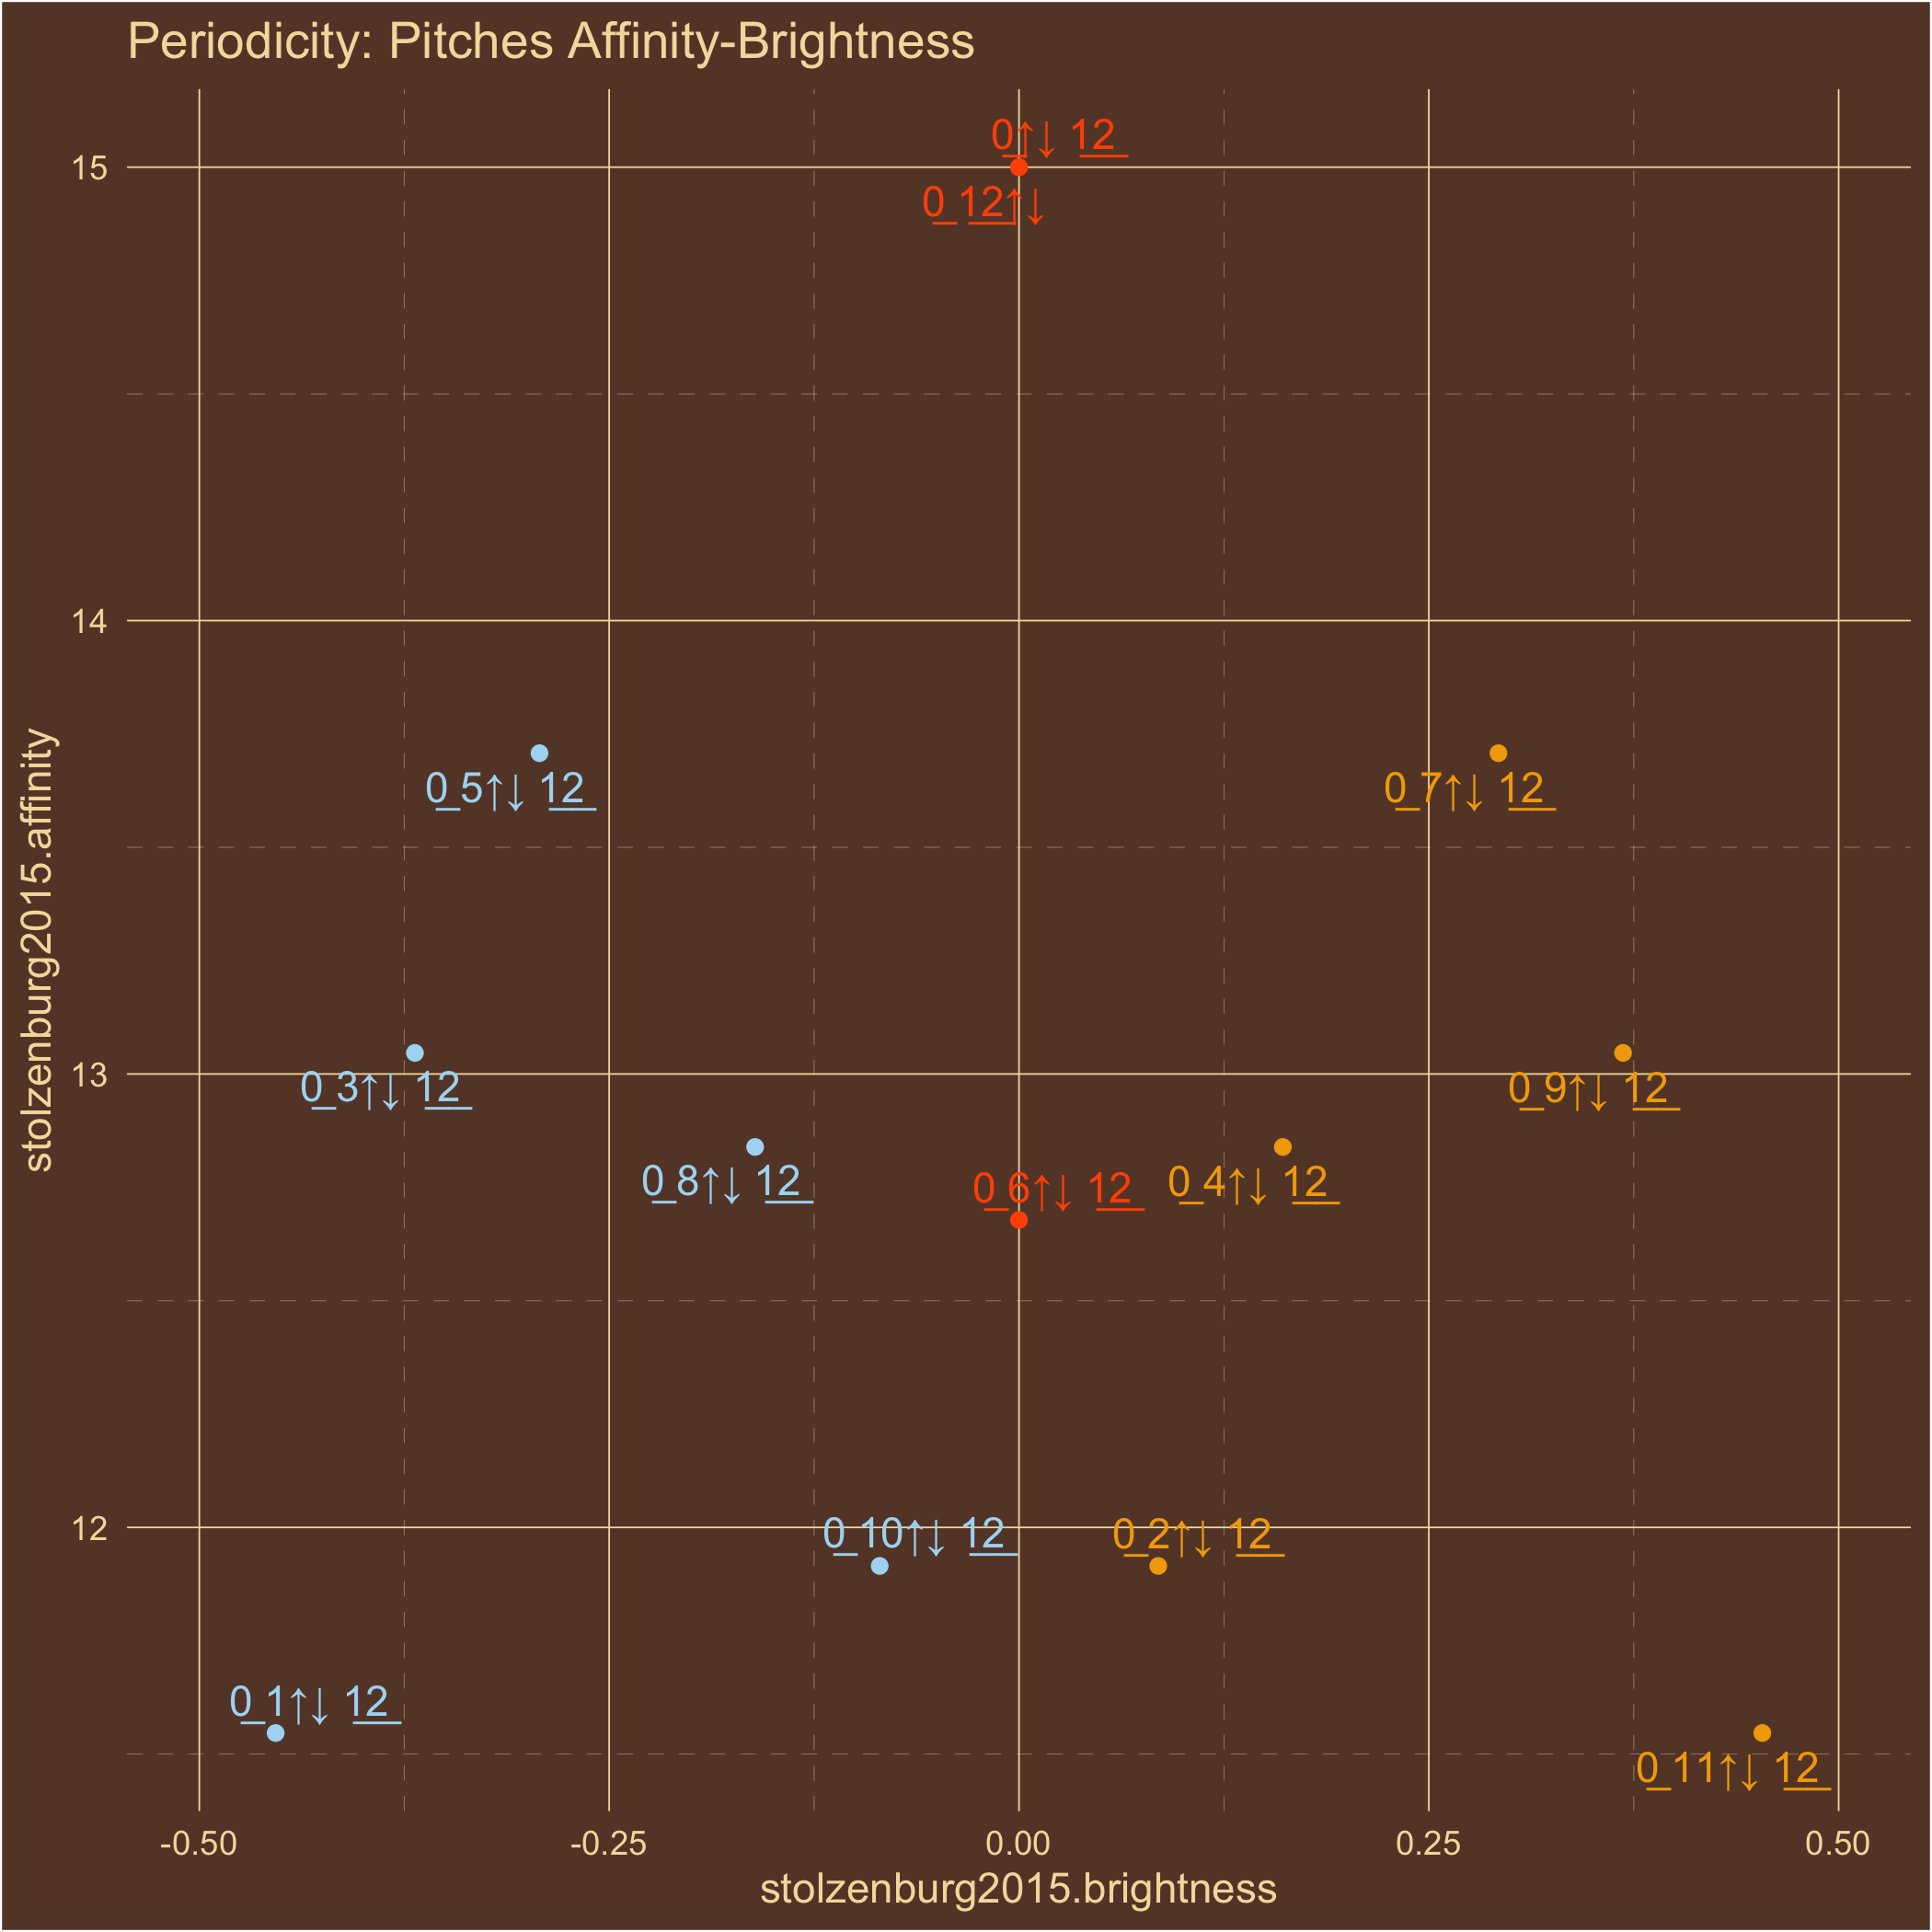 Periodicity: Pitches Affinity-Brightness
0↑↓ 12
15
0 12↑↓
14
0 5↑↓ 12
0 7↑↓ 12
stolzenburg2015.affinity
13
0 3↑↓ 12
0 9↑↓ 12
0 8↑↓ 12
0 6↑↓ 12
0 4↑↓ 12
12
0 10↑↓ 12
0 2↑↓ 12
0 1↑↓ 12
0 11↑↓ 12
-0.50
-0.25
0.00
0.25
0.50
stolzenburg2015.brightness